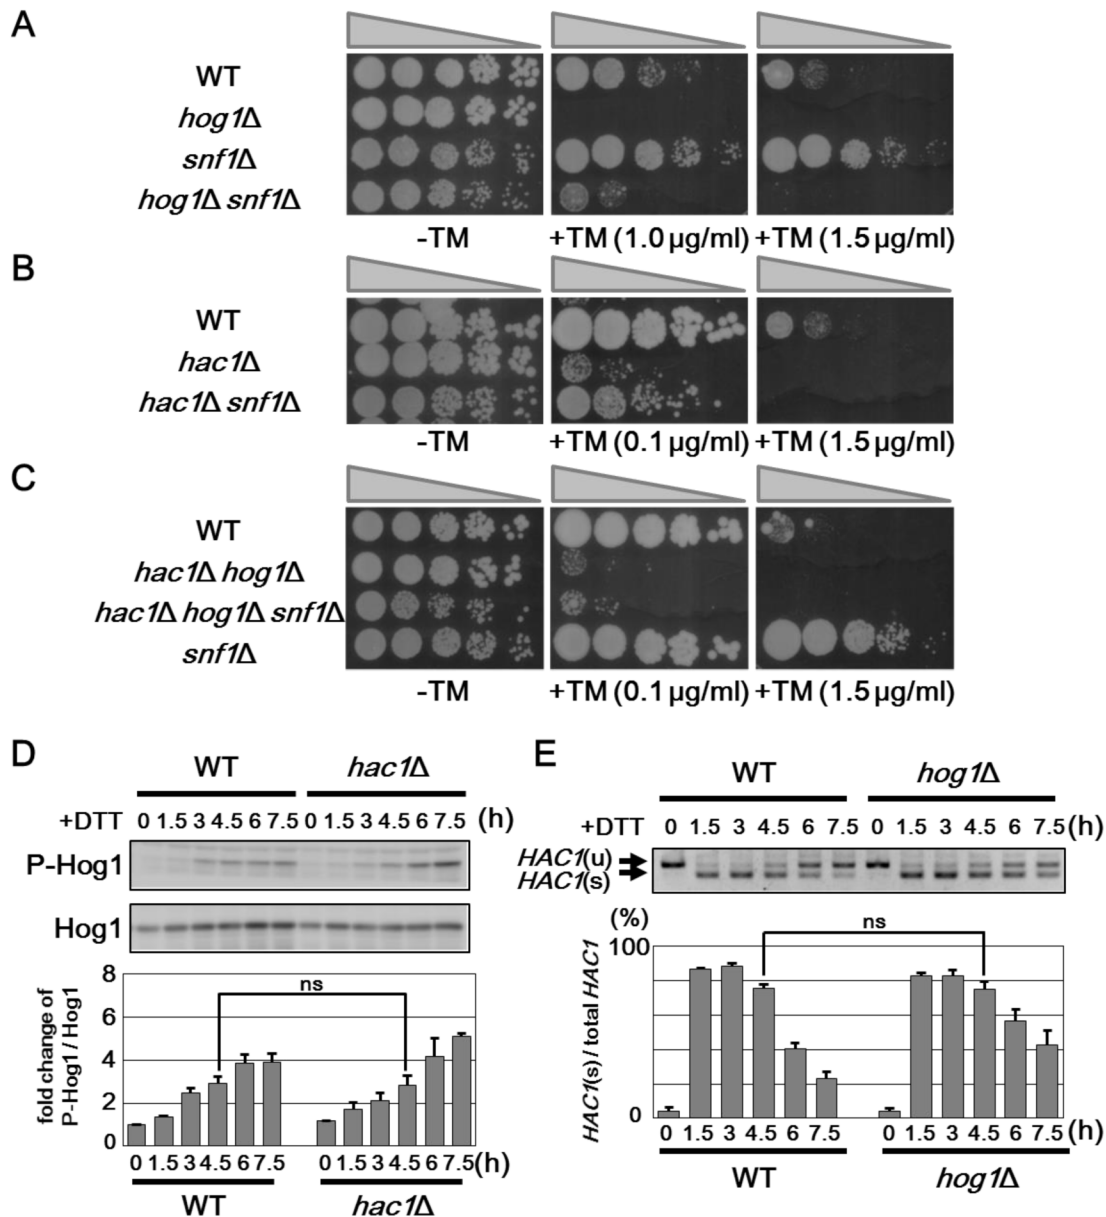 A
WT
hog1Δ
snf1Δ
hog1Δ snf1Δ
-TM
+TM (1.0 μg/ml)
+TM (1.5 μg/ml)
B
WT
hac1Δ
hac1Δ snf1Δ
-TM
+TM (0.1 μg/ml)
+TM (1.5 μg/ml)
C
WT
hac1Δ hog1Δ
hac1Δ hog1Δ snf1Δ
snf1Δ
-TM
+TM (0.1 μg/ml)
+TM (1.5 μg/ml)
D
WT
hac1Δ
+DTT 0 1.5 3 4.5 6 7.5 0 1.5 3 4.5 6 7.5 (h)
P-Hog1
Hog1
fold change of
P-Hog1 / Hog1
8
6
4
2
0
ns
0 1.5 3 4.5 6 7.5 0 1.5 3 4.5 6 7.5 (h)
WT
hac1Δ
E
WT
hog1Δ
+DTT 0 1.5 3 4.5 6 7.5 0 1.5 3 4.5 6 7.5 (h)
HAC1(u)
HAC1(s)
(%)
HAC1(s) / total HAC1
100
0
ns
0 1.5 3 4.5 6 7.5 0 1.5 3 4.5 6 7.5 (h)
WT
hog1Δ